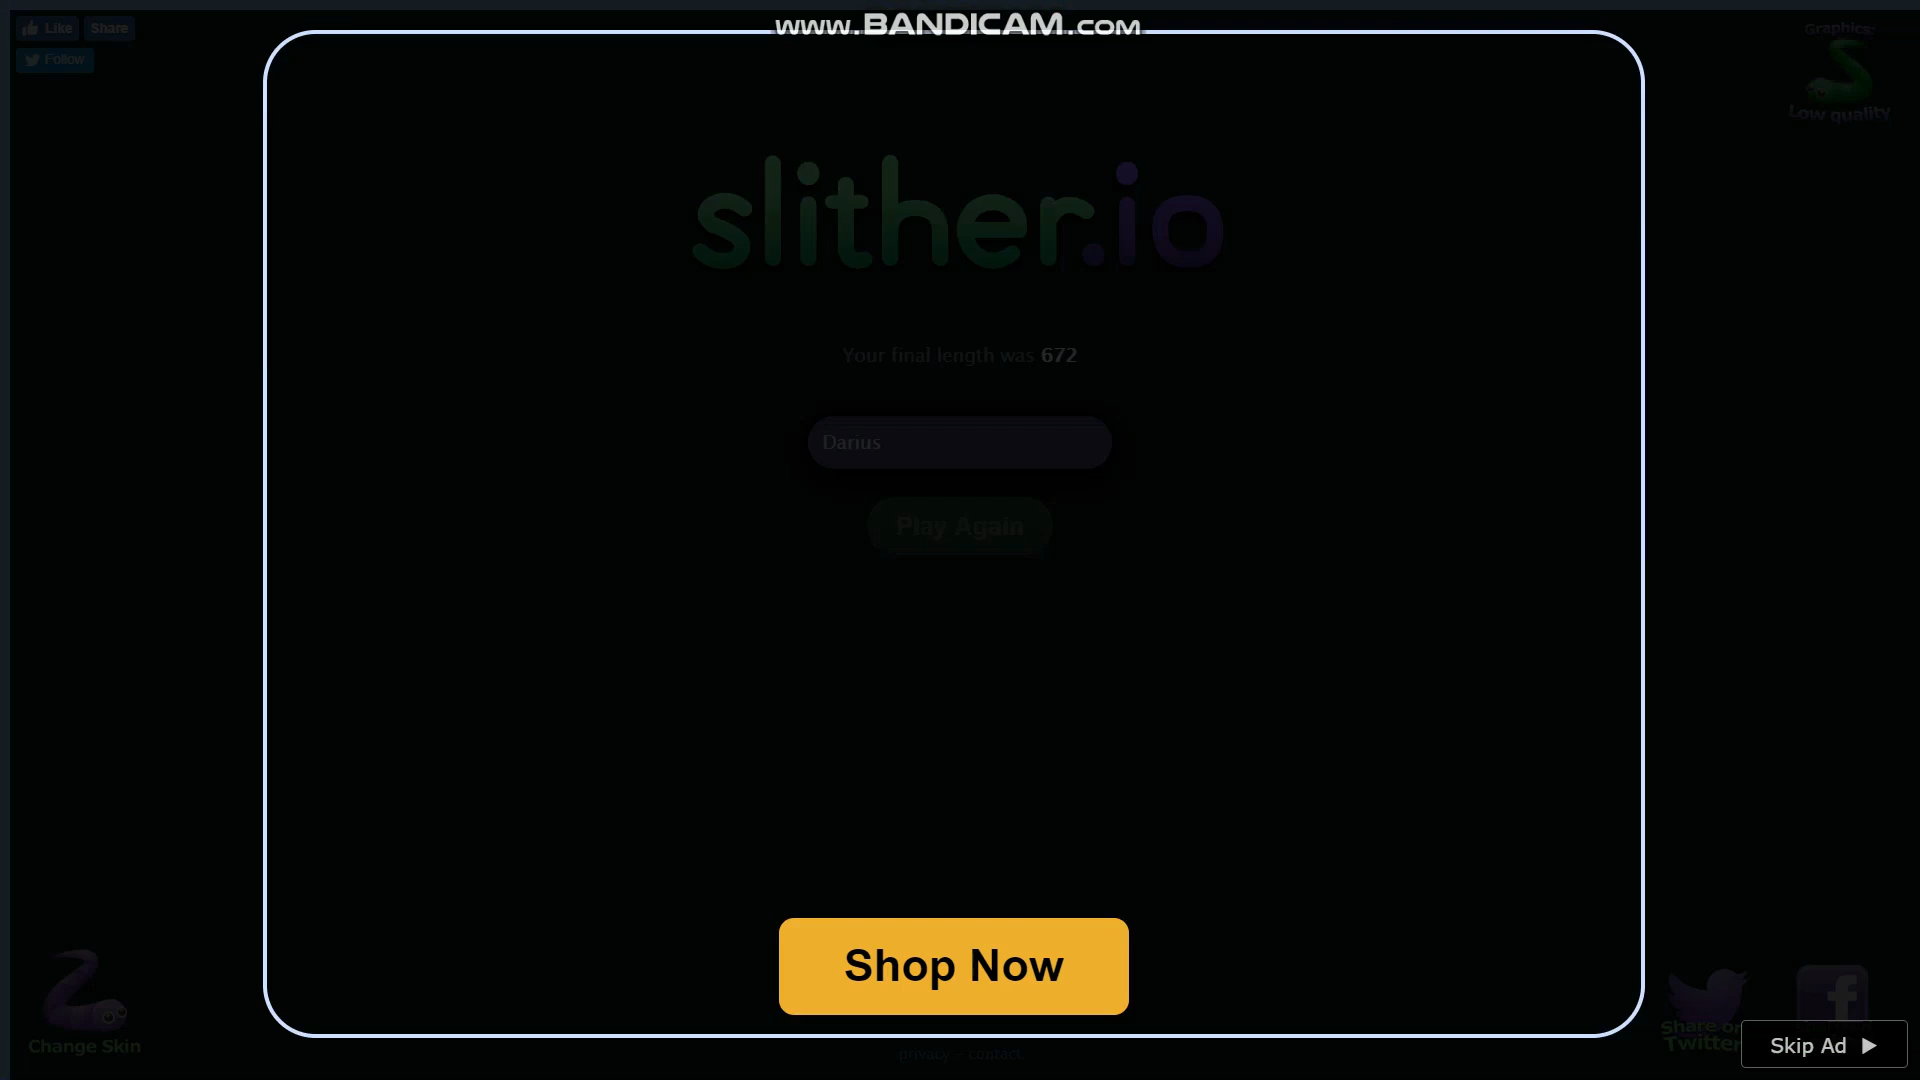 www.BANDICAM.com
Like Share
Follow
Graphics:
Low quality
slither.io
Your final length was 672
Darius
Play Again
Shop Now
Change Skin
Share on
Twitter
Skip Ad
privacy · contact